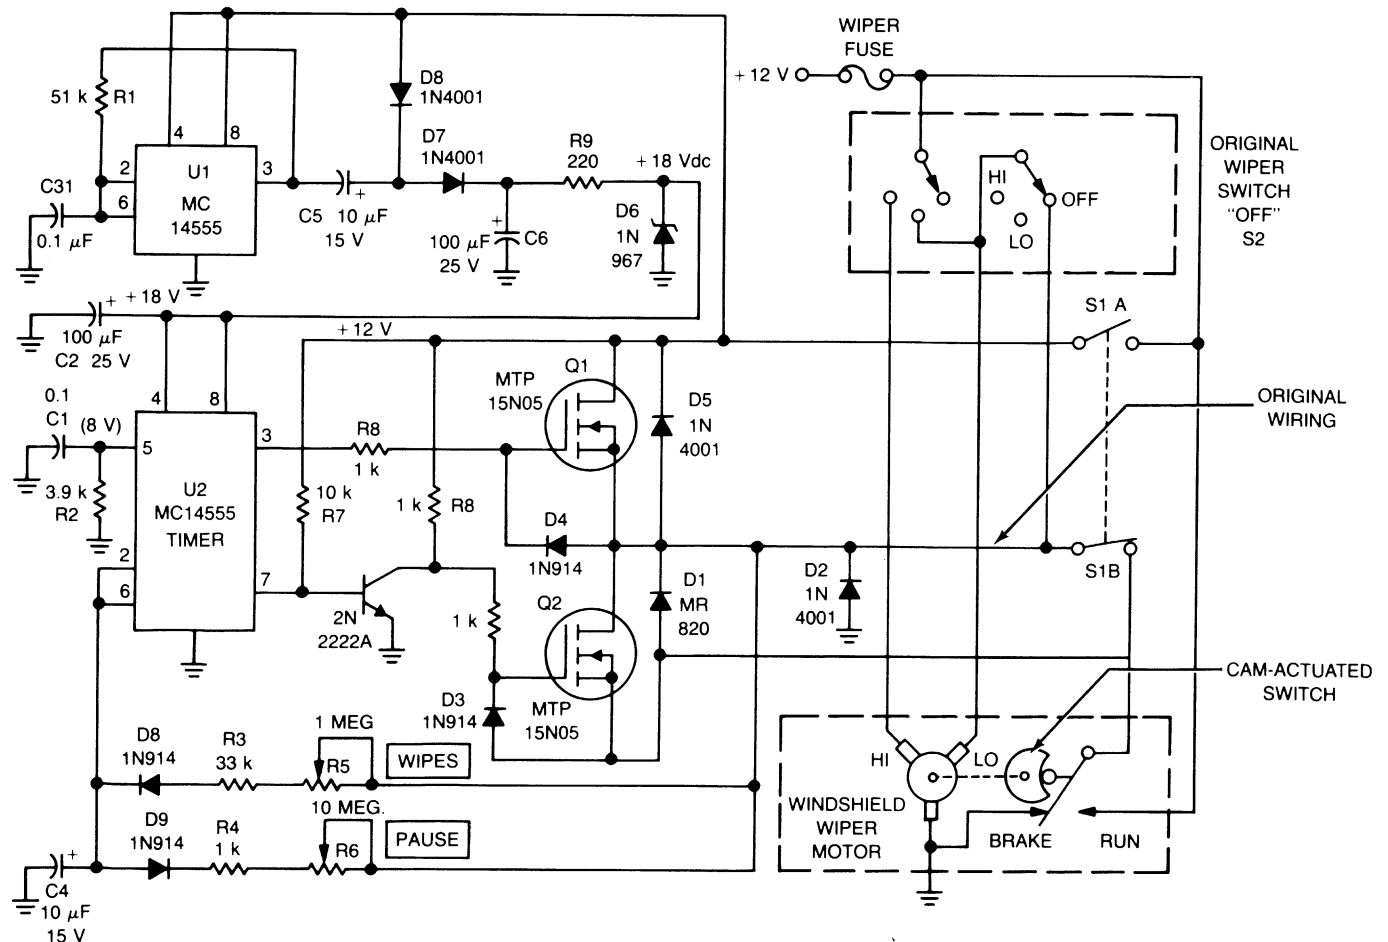 WIPER
FUSE
+ 12 V
D8
1N4001
51 k
R1
4
8
D7
1N4001
R9
220
+ 18 Vdc
2
U1
3
6
MC
14555
C31
0.1 µF
C5 10 µF
15 V
100 µF
25 V
C6
D6
1N
967
HI
OFF
LO
ORIGINAL
WIPER
SWITCH
"OFF"
S2
+ + 18 V
100 µF
C2 25 V
+ 12 V
S1 A
Q1
MTP
15N05
D5
1N
4001
ORIGINAL
WIRING
0.1
C1
(8 V)
4
8
5
3
R8
1 k
3.9 k
R2
U2
MC14555
TIMER
10 k
R7
1 k
R8
D4
1N914
2
6
7
2N
2222A
1 k
Q2
D1
MR
820
D2
1N
4001
S1B
D3
1N914
MTP
15N05
CAM-ACTUATED
SWITCH
1 MEG
D8
1N914
R3
33 k
R5
WIPES
10 MEG.
D9
1N914
R4
1 k
R6
PAUSE
+
C4
10 µF
15 V
HI
LO
WINDSHIELD
WIPER
MOTOR
BRAKE
RUN